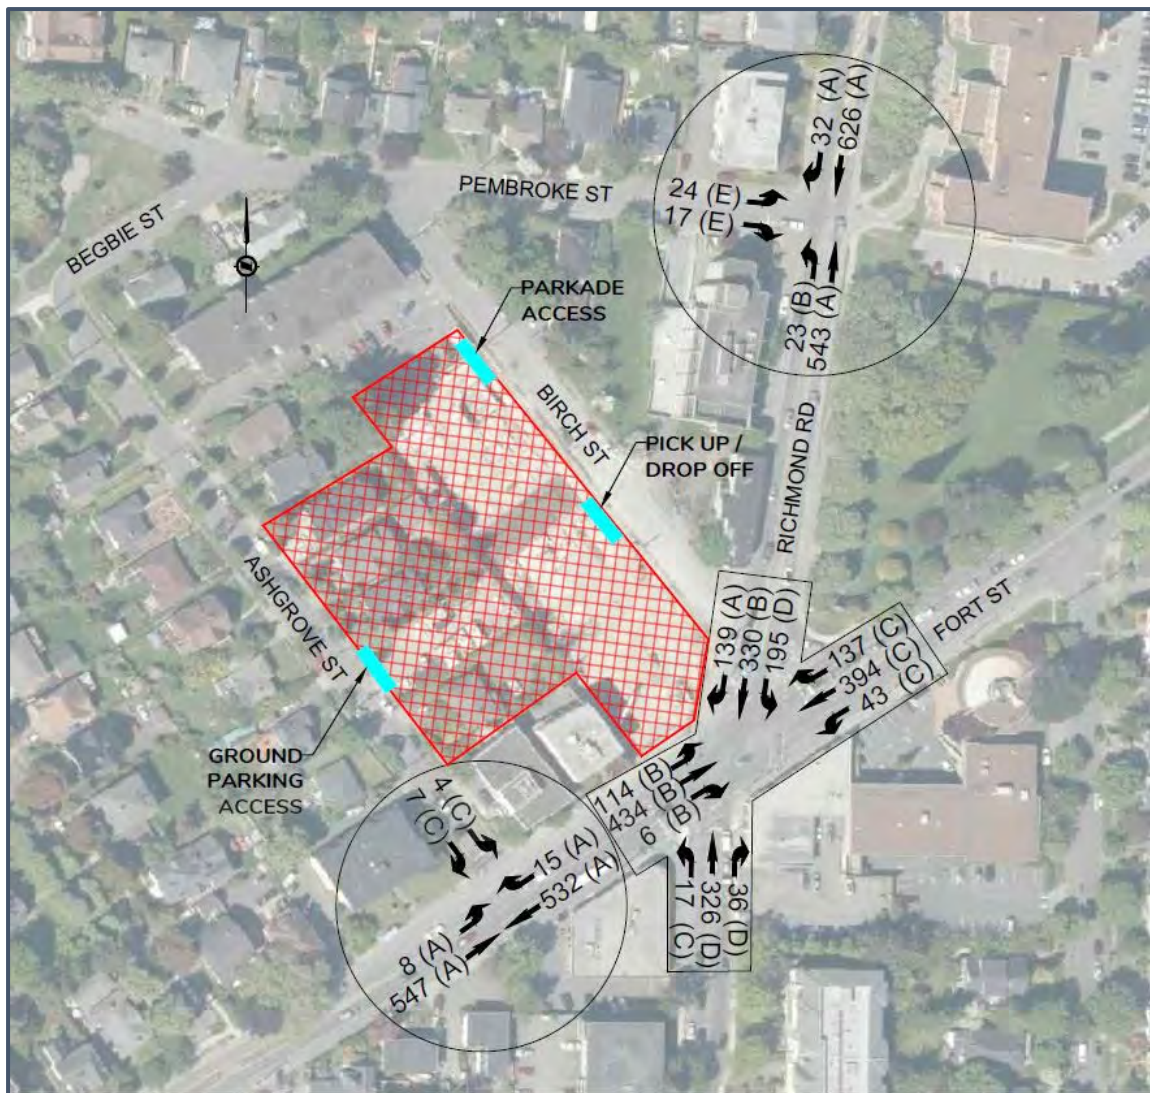 32 (A)
626 (A)
PEMBROKE ST
24 (E)
17 (E)
BEGBIE ST
23 (B)
543 (A)
PARKADE
ACCESS
BIRCH ST
PICK UP /
DROP OFF
RICHMOND RD
ASHGROVE ST
FORT ST
139 (A)
330 (B)
195 (D)
137 (C)
394 (C)
43 (C)
GROUND
PARKING
ACCESS
114 (B)
434 (B)
6 (B)
4 (C)
7 (C)
15 (A)
532 (A)
17 (C)
326 (D)
36 (D)
8 (A)
547 (A)